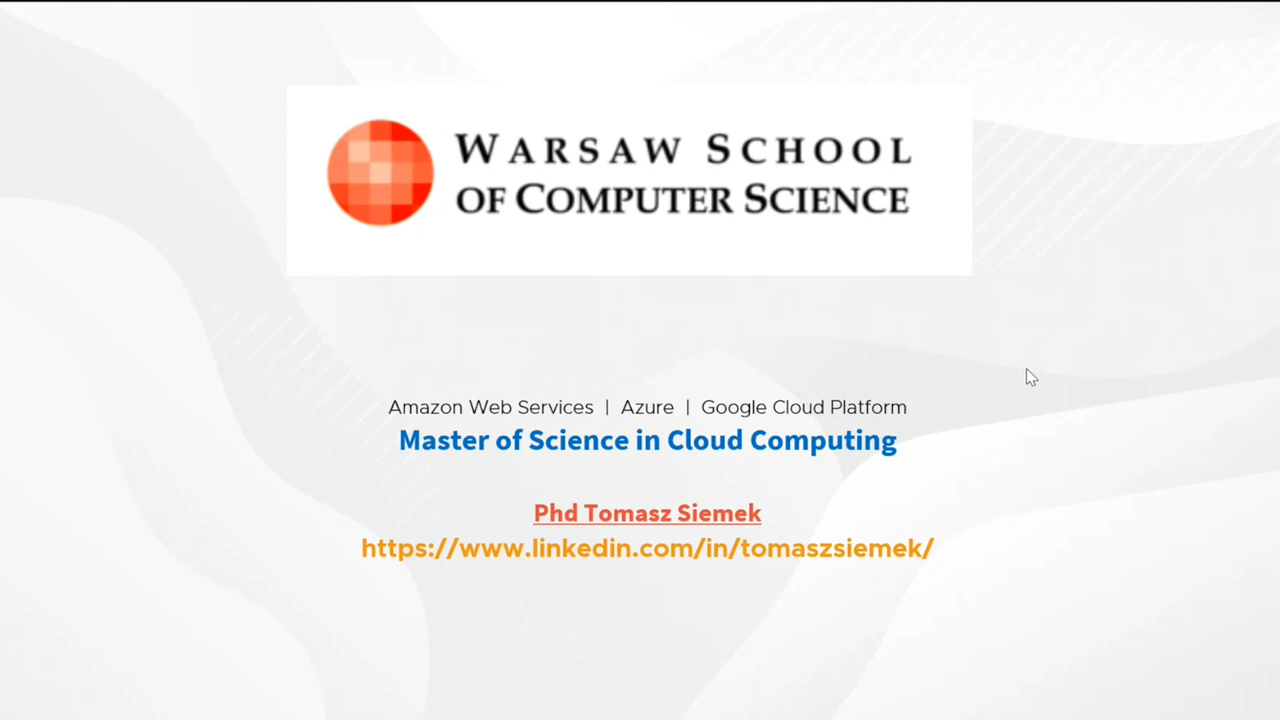 WARSAW SCHOOL
OF COMPUTER SCIENCE
Amazon Web Services | Azure | Google Cloud Platform
Master of Science in Cloud Computing
Phd Tomasz Siemek
https://www.linkedin.com/in/tomaszsiemek/